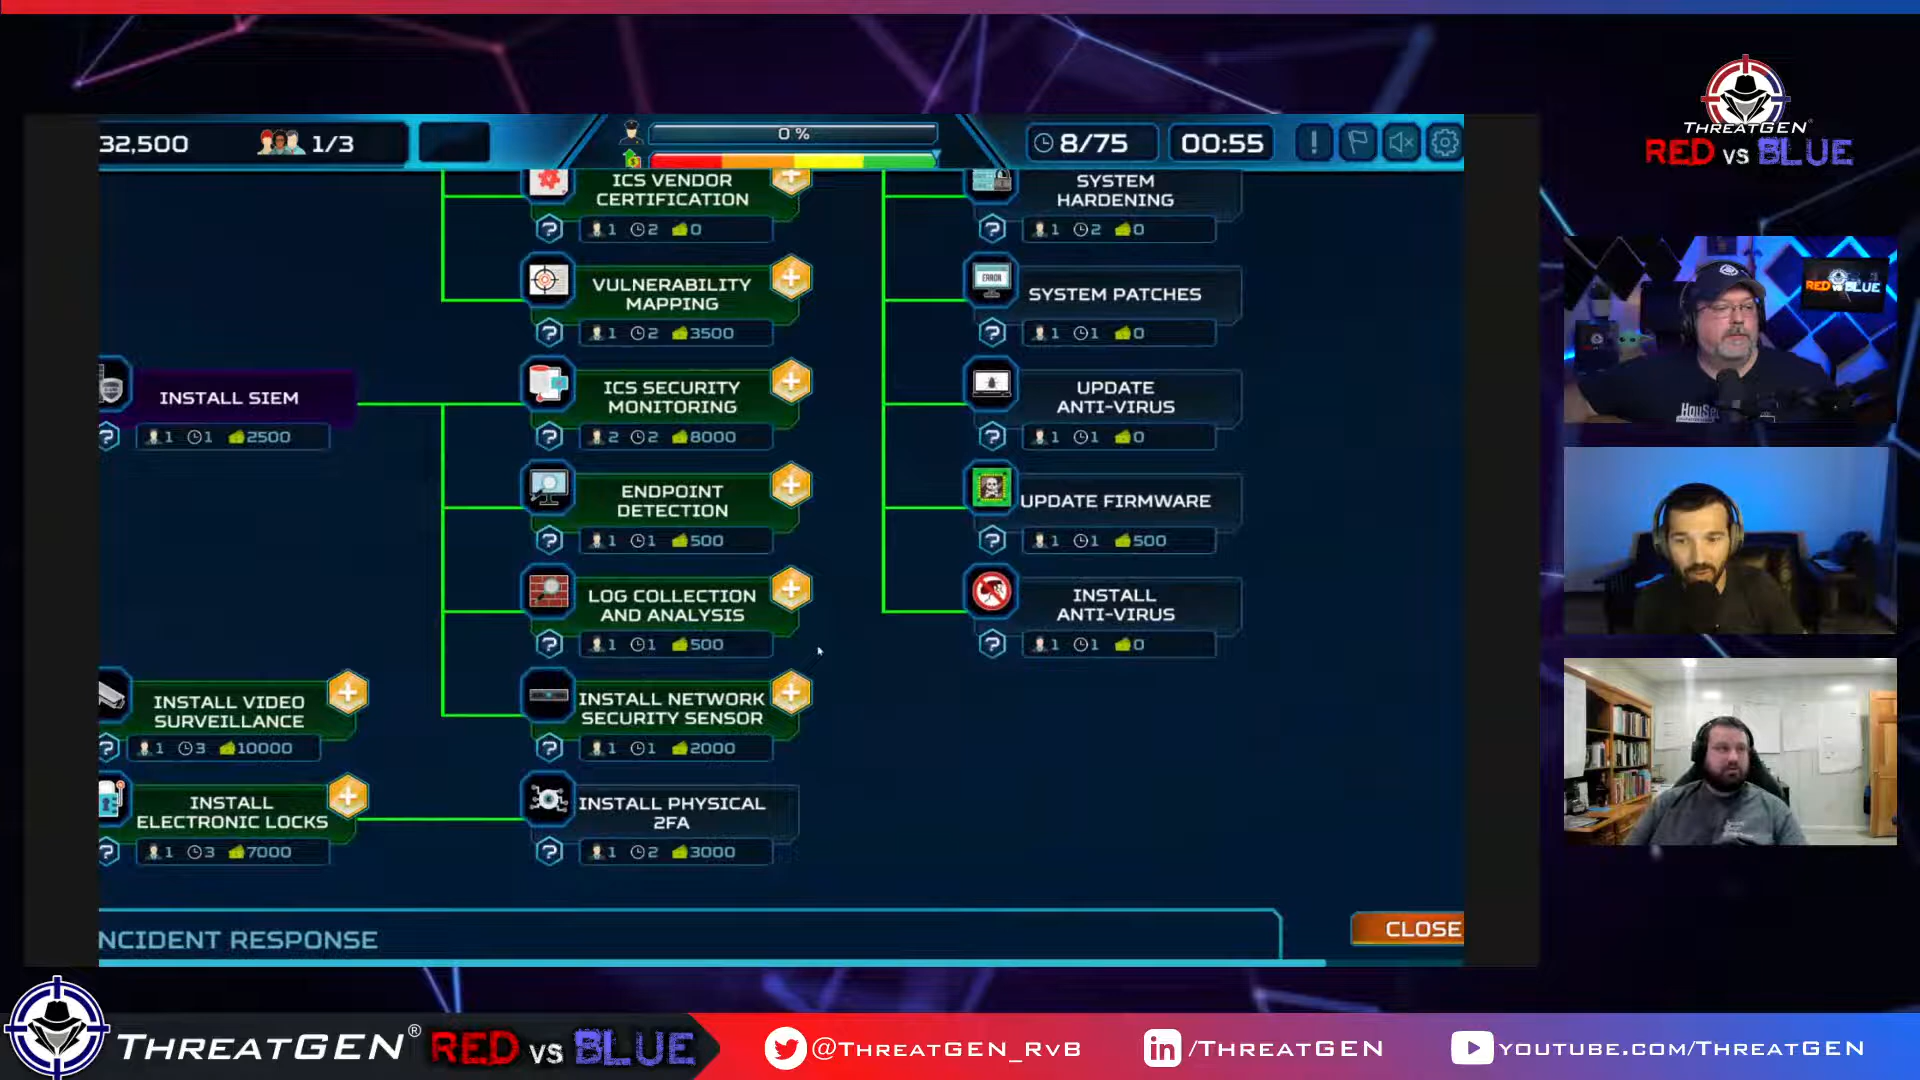 32,500
1/3
0 %
8/75
00:55
ICS VENDOR
CERTIFICATION
1 2 0
VULNERABILITY
MAPPING
1 2 3500
INSTALL SIEM
1 1 2500
ICS SECURITY
MONITORING
2 2 8000
ENDPOINT
DETECTION
1 1 500
LOG COLLECTION
AND ANALYSIS
1 1 500
INSTALL VIDEO
SURVEILLANCE
1 3 10000
INSTALL NETWORK
SECURITY SENSOR
1 1 2000
INSTALL
ELECTRONIC LOCKS
1 3 7000
INSTALL PHYSICAL
2FA
1 2 3000
SYSTEM
HARDENING
1 2 0
ERROR
SYSTEM PATCHES
1 1 0
UPDATE
ANTI-VIRUS
1 1 0
UPDATE FIRMWARE
1 1 500
INSTALL
ANTI-VIRUS
1 1 0
NCIDENT RESPONSE
CLOSE
THREATGEN®
RED VS BLUE
RED VS BLUE
THREATGEN® RED VS BLUE
@THREATGEN_RVB
/THREATGEN
YOUTUBE.COM/THREATGEN